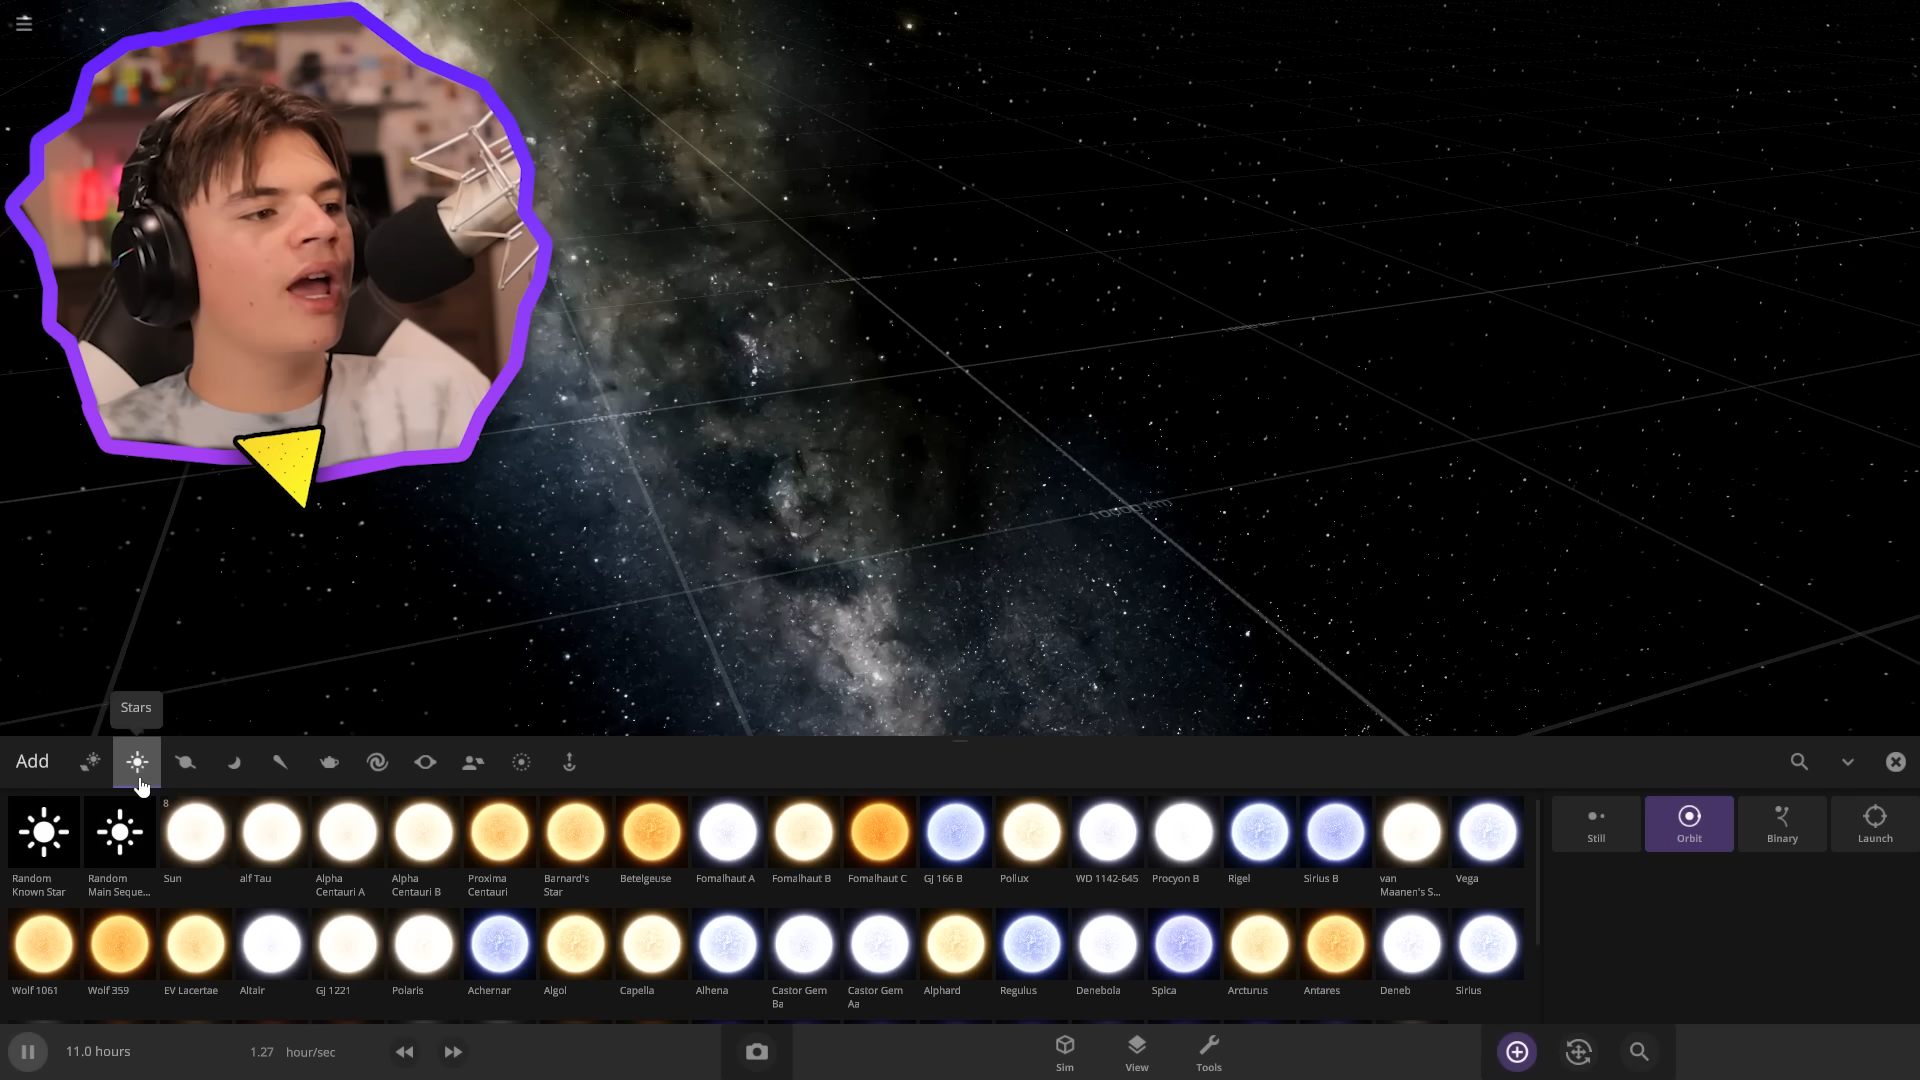 10000 km
Stars
Add
8
Random
Known Star
Random
Main Seque...
Sun
alf Tau
Alpha
Centauri A
Alpha
Centauri B
Proxima
Centauri
Barnard's
Star
Betelgeuse
Fomalhaut A
Fomalhaut B
Fomalhaut C
GJ 166 B
Pollux
WD 1142-645
Procyon B
Rigel
Sirius B
van
Maanen's S...
Vega
Still
Orbit
Binary
Launch
Wolf 1061
Wolf 359
EV Lacertae
Altair
GJ 1221
Polaris
Achernar
Algol
Capella
Alhena
Castor Gem
Ba
Castor Gem
Aa
Alphard
Regulus
Denebola
Spica
Arcturus
Antares
Deneb
Sirius
11.0 hours
1.27 hour/sec
Sim
View
Tools